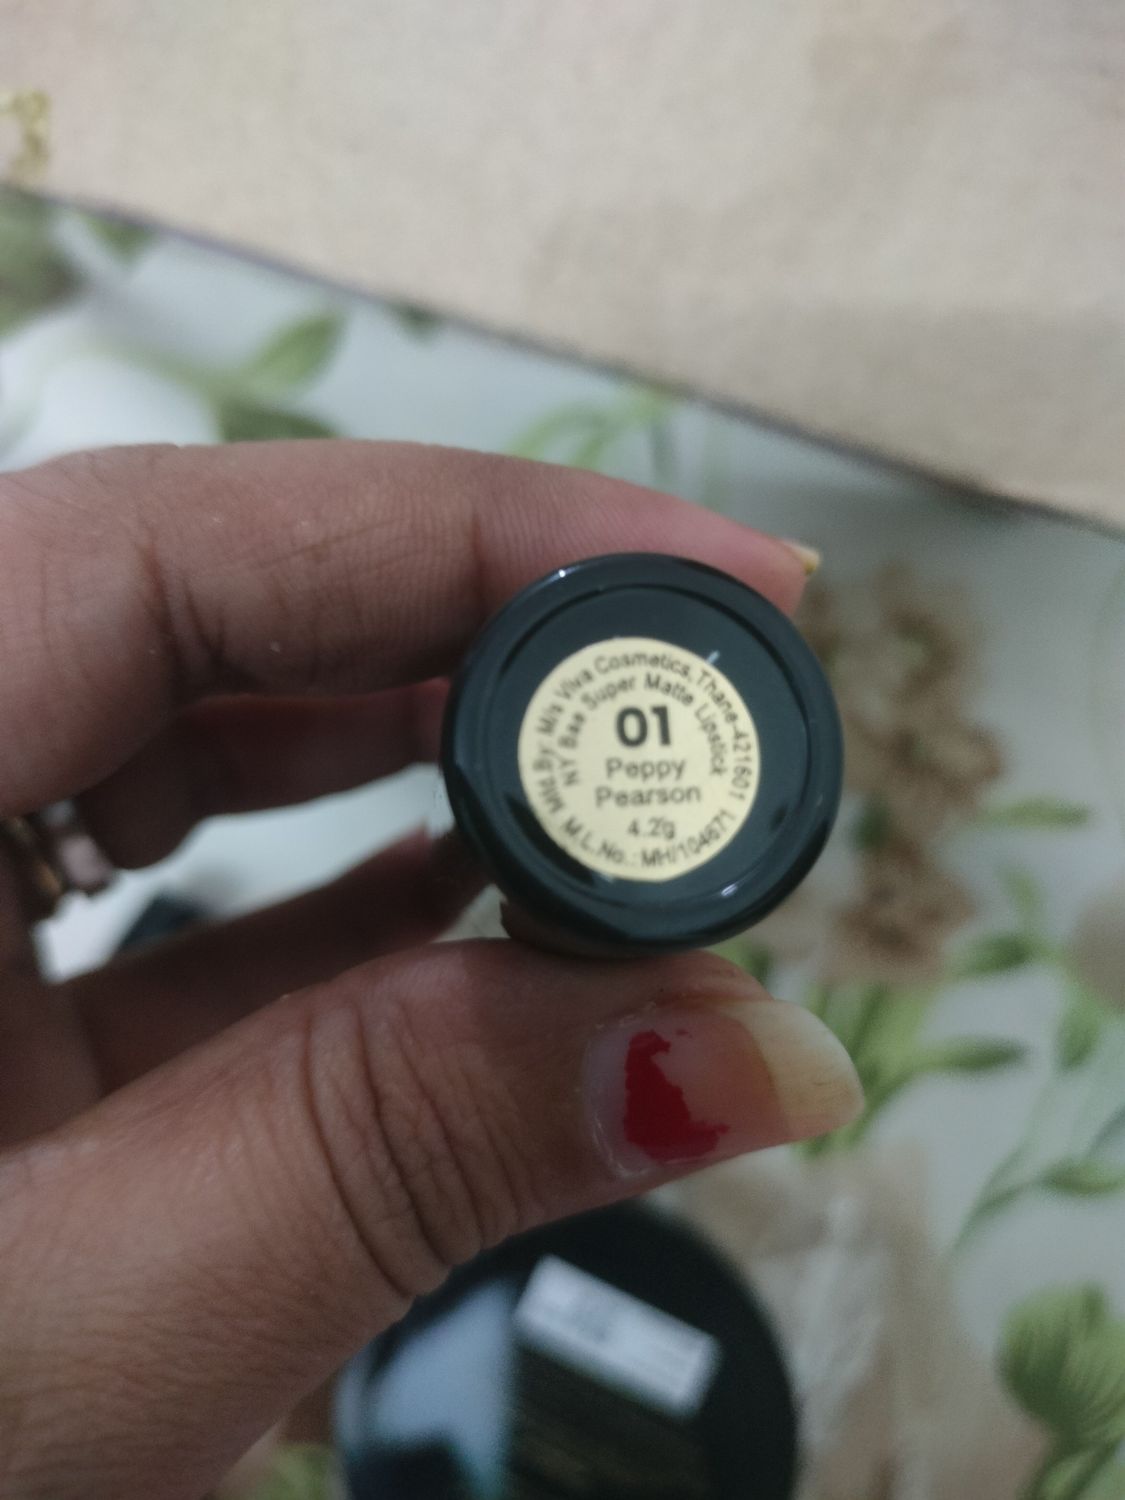 Mfd.By M/s Viva Cosmetics, Thane-421601
NY Bae Super Matte Lipstick
01
Peppy
Pearson
4.2g
M.L.No.: MH/104671